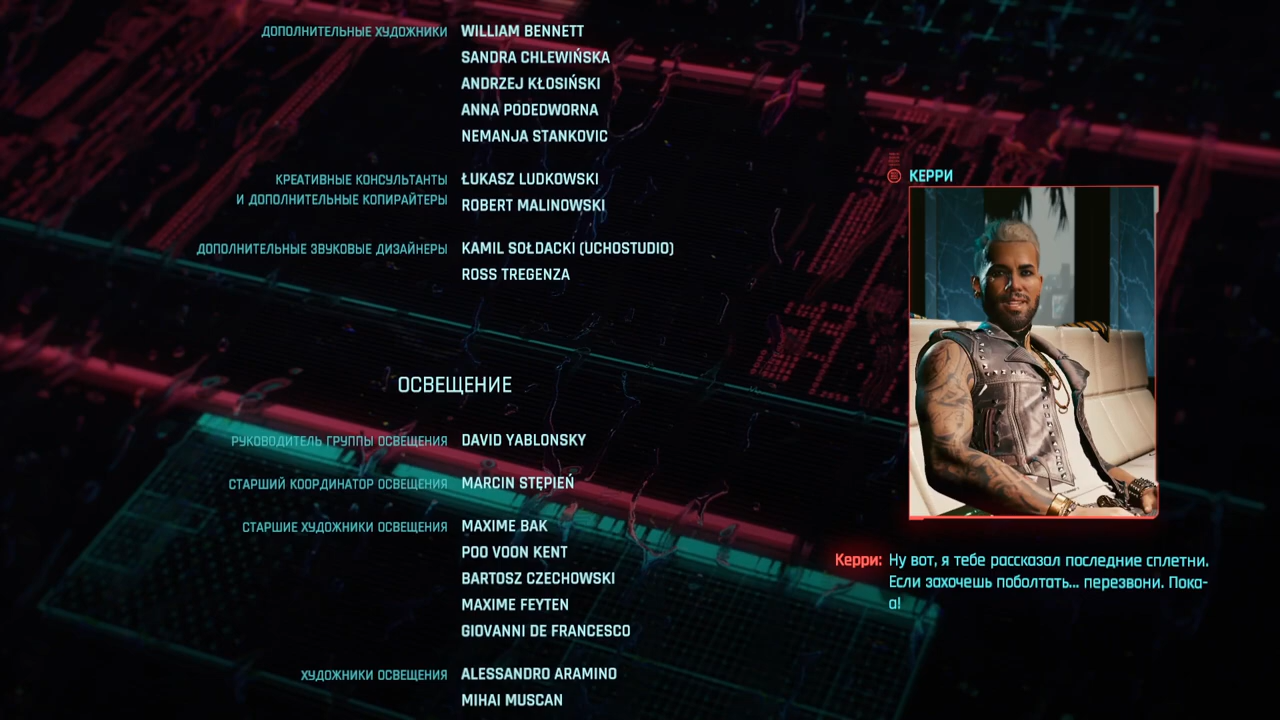 ДОПОЛНИТЕЛЬНЫЕ ХУДОЖНИКИ WILLIAM BENNETT
SANDRA CHLEWIŃSKA
ANDRZEJ KŁOSIŃSKI
ANNA PODEDWORNA
NEMANJA STANKOVIC
КРЕАТИВНЫЕ КОНСУЛЬТАНТЫ
И ДОПОЛНИТЕЛЬНЫЕ КОПИРАЙТЕРЫ
ŁUKASZ LUDKOWSKI
ROBERT MALINOWSKI
ДОПОЛНИТЕЛЬНЫЕ ЗВУКОВЫЕ ДИЗАЙНЕРЫ KAMIL SOŁDACKI (UCHOSTUDIO)
ROSS TREGENZA
ОСВЕЩЕНИЕ
РУКОВОДИТЕЛЬ ГРУППЫ ОСВЕЩЕНИЯ DAVID YABLONSKY
СТАРШИЙ КООРДИНАТОР ОСВЕЩЕНИЯ MARCIN STĘPIEŃ
СТАРШИЕ ХУДОЖНИКИ ОСВЕЩЕНИЯ MAXIME BAK
POO VOON KENT
BARTOSZ CZECHOWSKI
MAXIME FEYTEN
GIOVANNI DE FRANCESCO
ХУДОЖНИКИ ОСВЕЩЕНИЯ ALESSANDRO ARAMINO
MIHAI MUSCAN
КЕРРИ
Керри: Ну вот, я тебе рассказал последние сплетни.
Если захочешь поболтать... перезвони. Пока-
а!